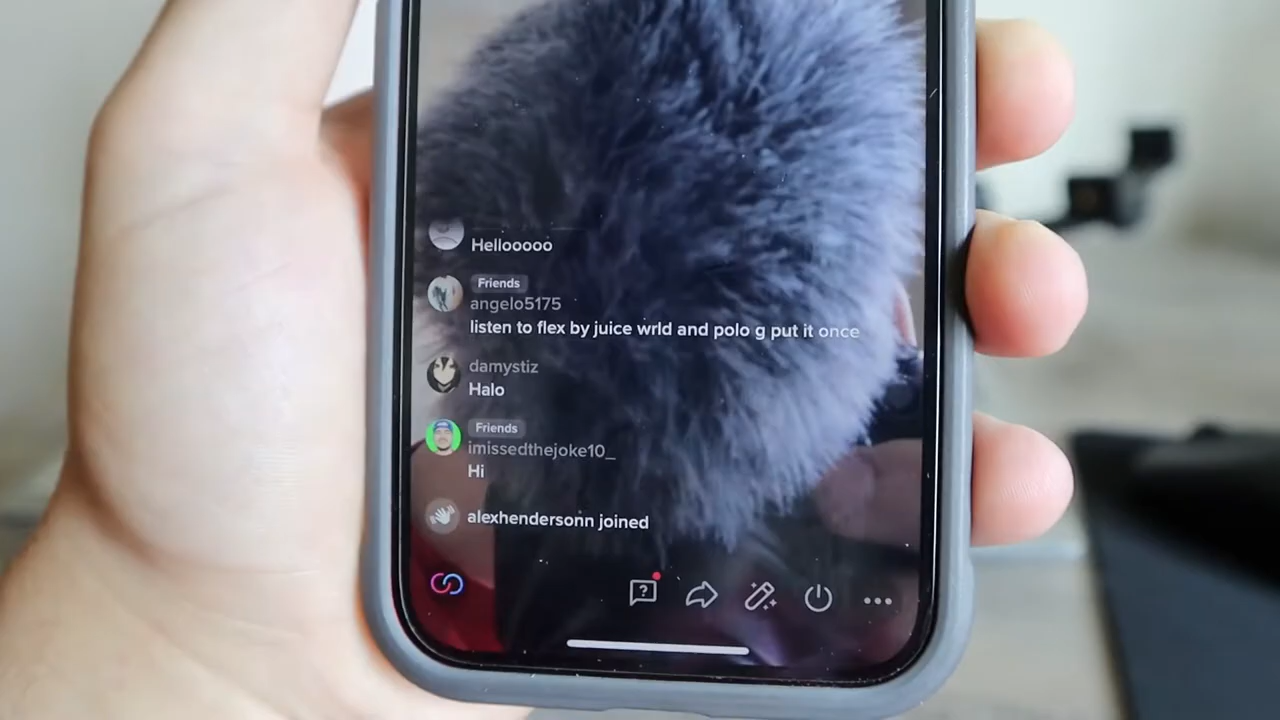 Hellooooo
Friends
angelo5175
listen to flex by juice wrld and polo g put it once
damystiz
Halo
Friends
imissedthejoke10_
Hi
alexhendersonn joined
?